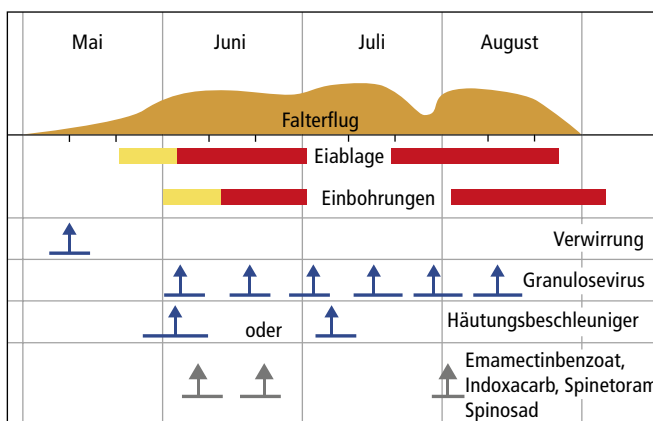 Mai Juni Juli August
Falterflug
Eiablage
Einbohrungen
Verwirrung
Granulosevirus
oder Häutungsbeschleuniger
Emamectinbenzoat,
Indoxacarb, Spinetoram
Spinosad